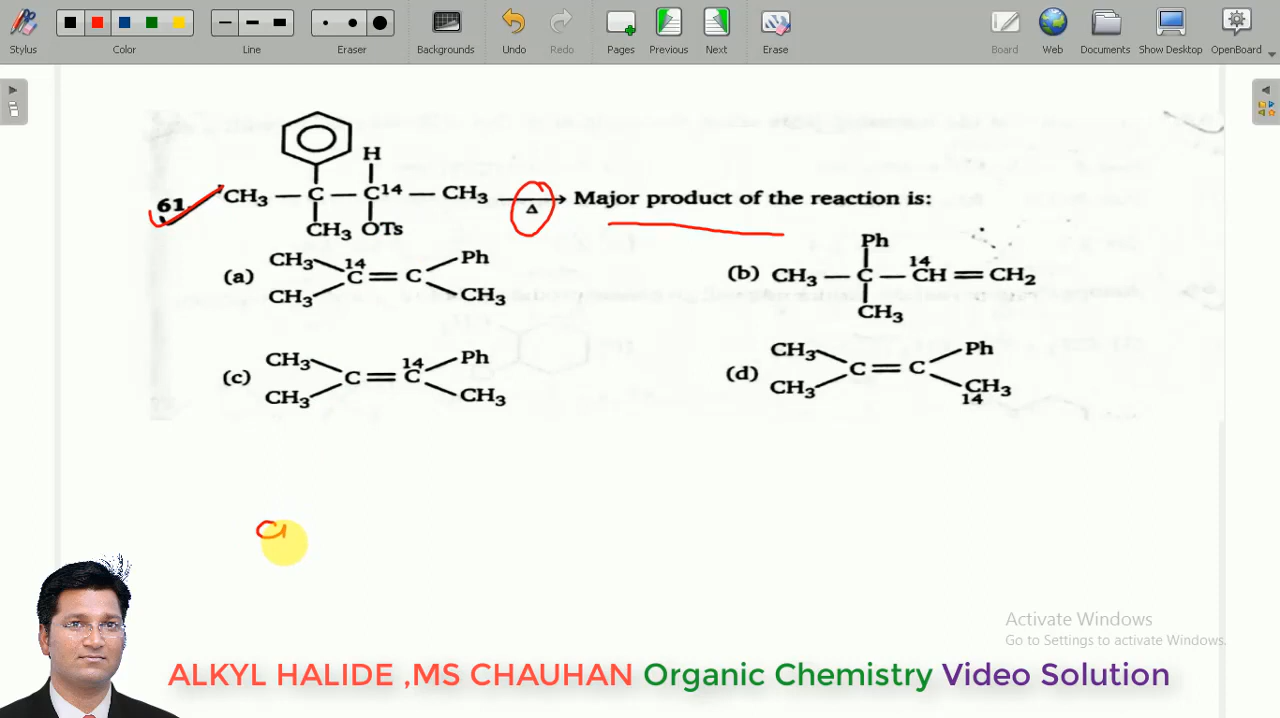 Stylus Color Line Eraser Backgrounds Undo Redo Pages Previous Next Erase Board Web Documents Show Desktop OpenBoard
H
61. CH3 — C — C14 — CH3 Δ → Major product of the reaction is:
CH3 OTs
(a) CH3 CH3 14 C = C Ph CH3
(b) CH3 — C — 14 CH = CH2 Ph CH3
(c) CH3 CH3 C = 14 C Ph CH3
(d) CH3 CH3 C = C Ph CH3 14
Activate Windows
Go to Settings to activate Windows.
ALKYL HALIDE ,MS CHAUHAN Organic Chemistry Video Solution